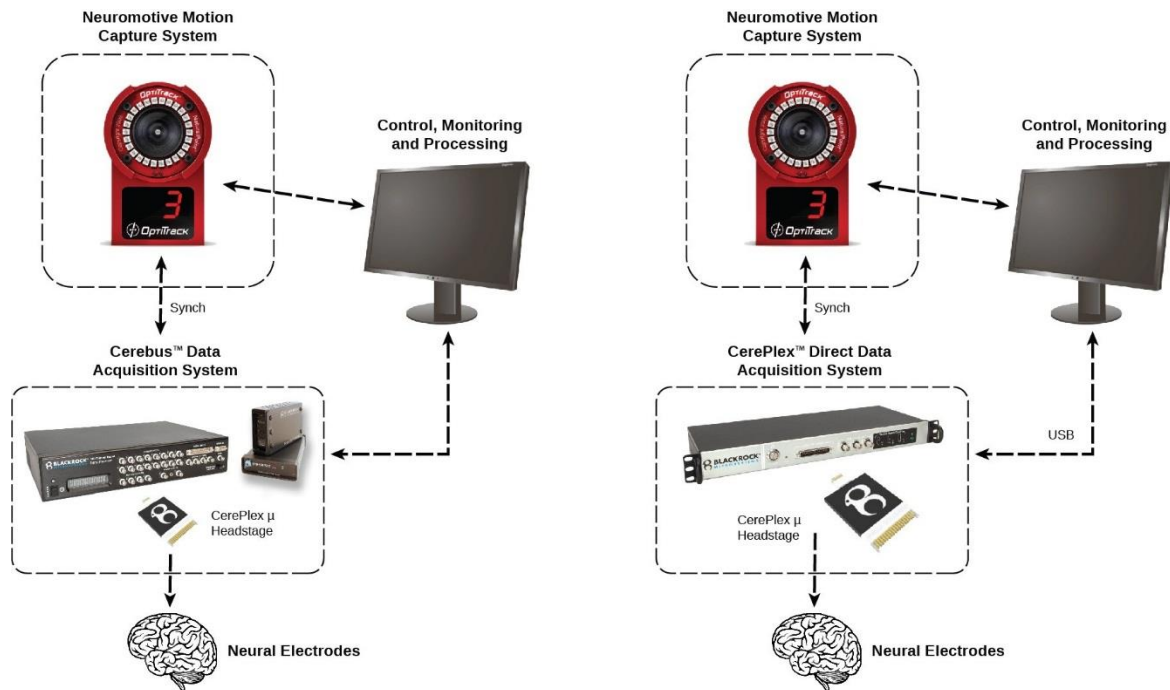 Neuromotive Motion
Capture System
OPTITRACK
3
OPTITRACK
Control, Monitoring
and Processing
Synch
Cerebus™ Data
Acquisition System
BLACKROCK
CerePlex µ
Headstage
Neural Electrodes
Neuromotive Motion
Capture System
OPTITRACK
3
OPTITRACK
Control, Monitoring
and Processing
Synch
CerePlex™ Direct Data
Acquisition System
USB
BLACKROCK
MICROSYSTEMS
CerePlex µ
Headstage
Neural Electrodes